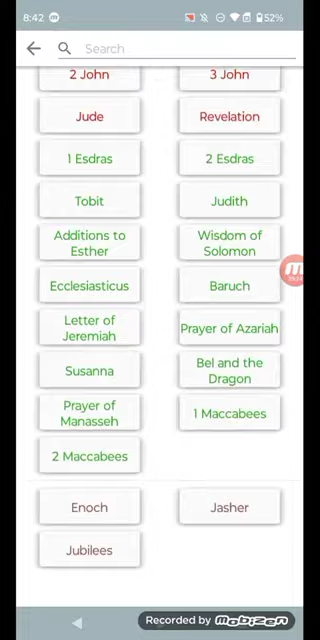 8:42
52%
Search
2 John
3 John
Jude
Revelation
1 Esdras
2 Esdras
Tobit
Judith
Additions to
Esther
Wisdom of
Solomon
Ecclesiasticus
Baruch
Letter of
Jeremiah
Prayer of Azariah
Susanna
Bel and the
Dragon
Prayer of
Manasseh
1 Maccabees
2 Maccabees
Enoch
Jasher
Jubilees
Recorded by Mobizen